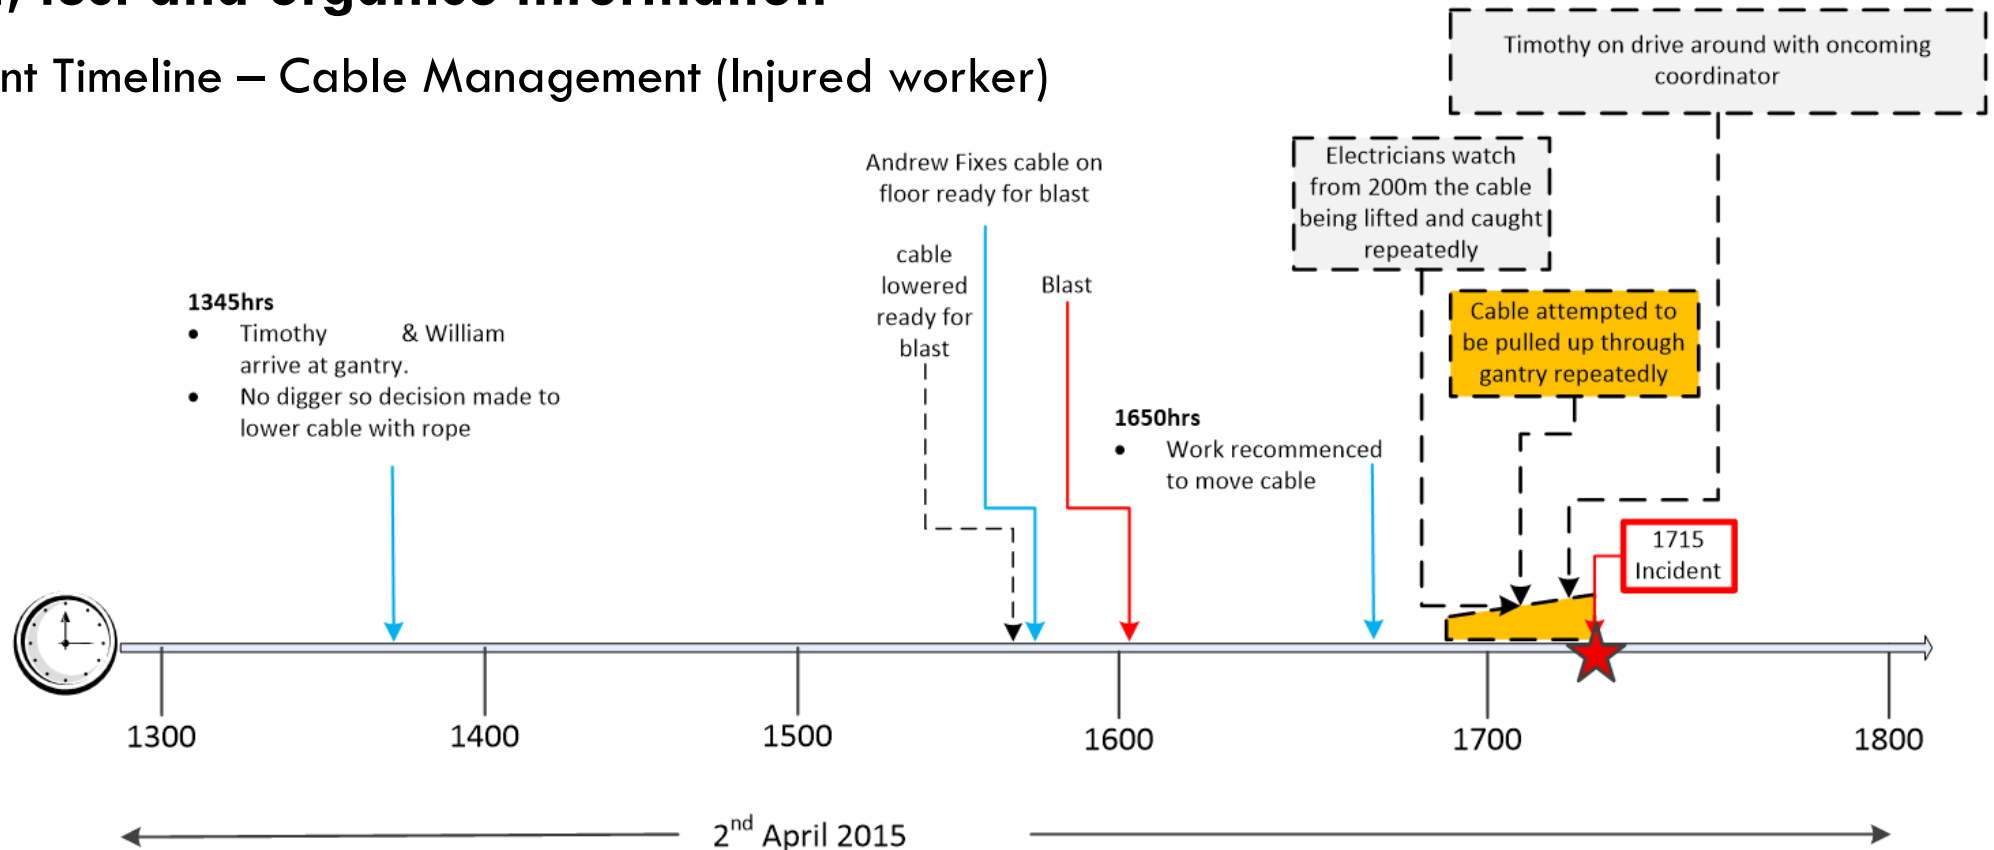 and organise information
nt Timeline – Cable Management (Injured worker)
Timothy on drive around with oncoming
coordinator
Electricians watch
from 200m the cable
being lifted and caught
repeatedly
Andrew Fixes cable on
floor ready for blast
cable
lowered
ready for
blast
Blast
Cable attempted to
be pulled up through
gantry repeatedly
1345hrs
• Timothy & William
arrive at gantry.
• No digger so decision made to
lower cable with rope
1650hrs
• Work recommenced
to move cable
1715
Incident
1300
1400
1500
1600
1700
1800
2nd April 2015